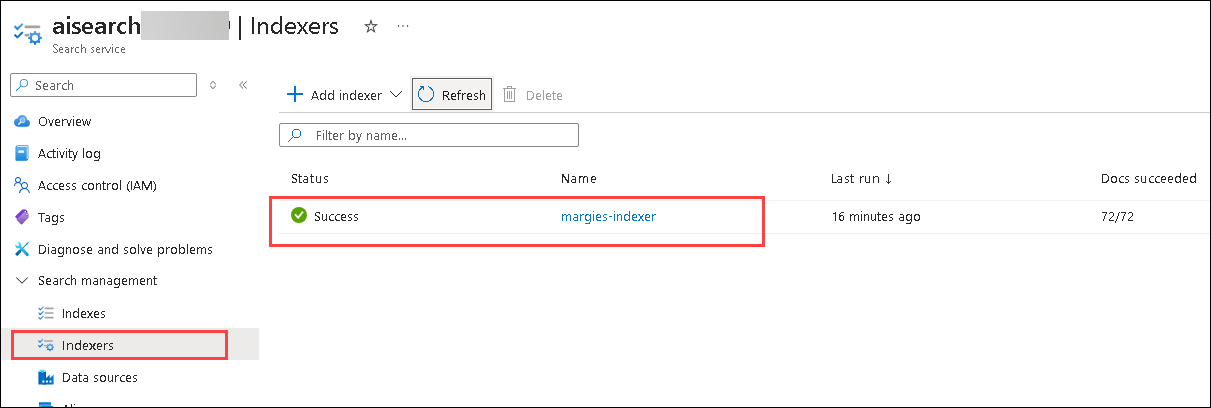 aisearch | Indexers ☆ ...
Search service
Search
«
Add indexer
Refresh
Delete
Filter by name...
Status Name Last run ↓ Docs succeeded
Success margies-indexer 16 minutes ago 72/72
Overview
Activity log
Access control (IAM)
Tags
Diagnose and solve problems
Search management
Indexes
Indexers
Data sources